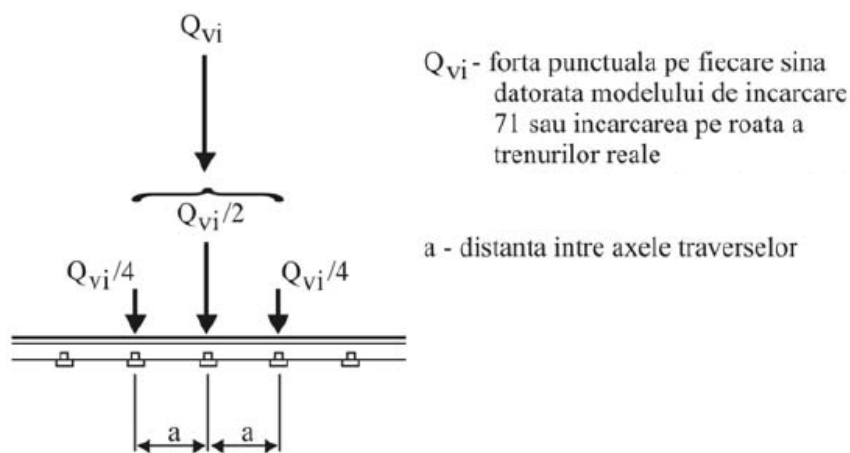 Qvi
Qvi - forta punctuala pe fiecare sina
datorata modelului de incarcare
71 sau incarcarea pe roata a
trenurilor reale
Qvi/2
Qvi/4
Qvi/4
a - distanta intre axele traverselor
a
a